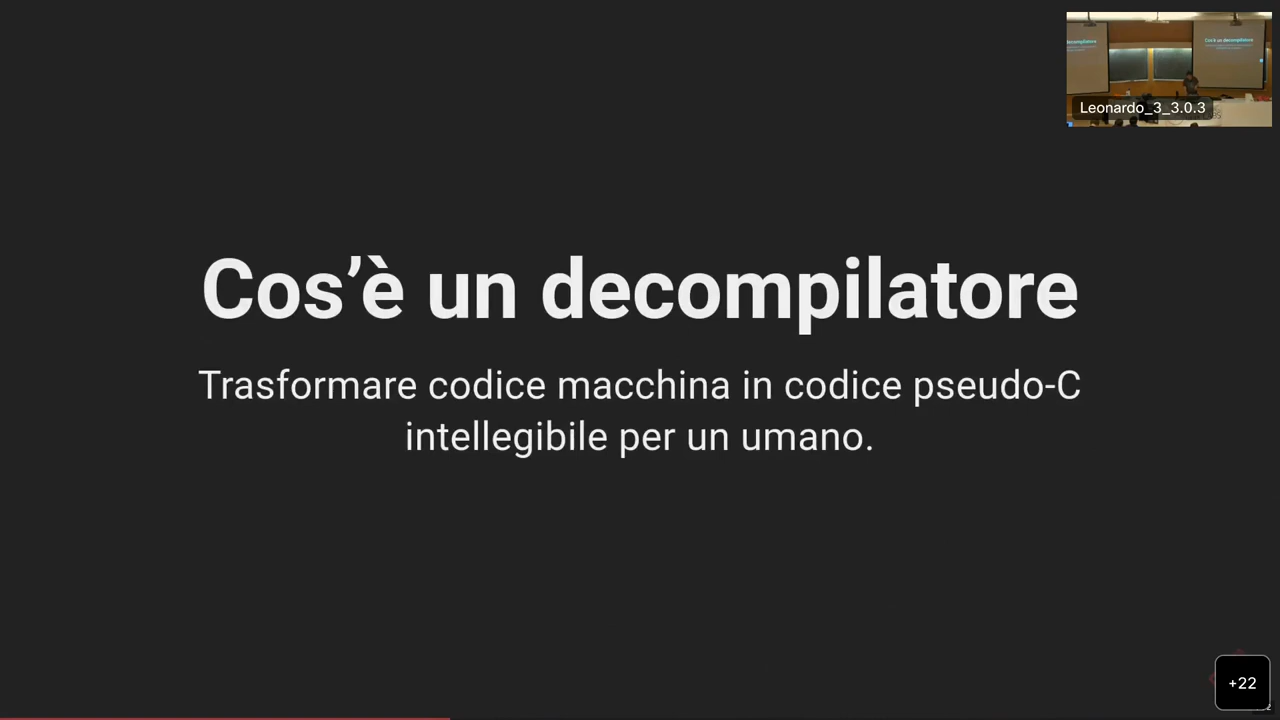 Cos’è un decompilatore
Trasformare codice macchina in codice pseudo-C
intellegibile per un umano.
Leonardo_3_3.0.3
+22